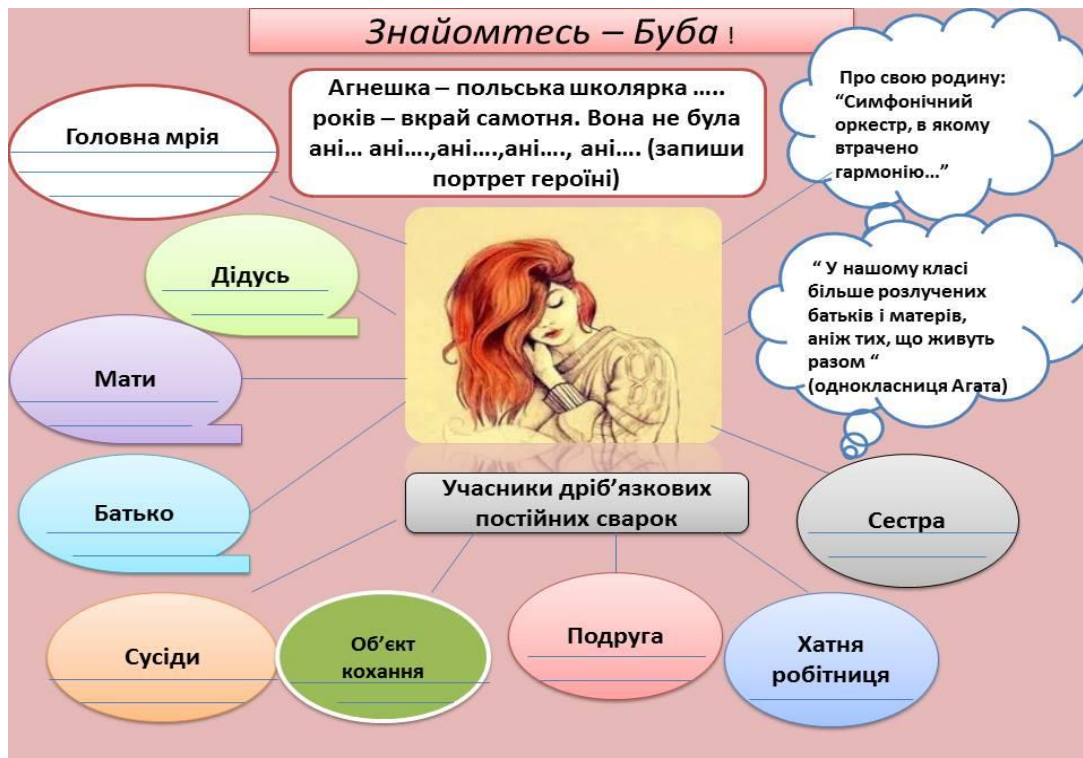 Знайомтесь – Буба !
Агнешка – польська школярка …..
років – вкрай самотня. Вона не була
ані… ані….,ані….,ані…., ані…. (запиши
портрет героїні)
Про свою родину:
“Симфонічний
оркестр, в якому
втрачено
гармонію…”
Головна мрія
“ У нашому класі
більше розлучених
батьків і матерів,
аніж тих, що живуть
разом “
(однокласниця Агата)
Дідусь
Мати
Батько
Учасники дріб’язкових
постійних сварок
Сестра
Сусіди
Об’єкт
кохання
Подруга
Хатня
робітниця